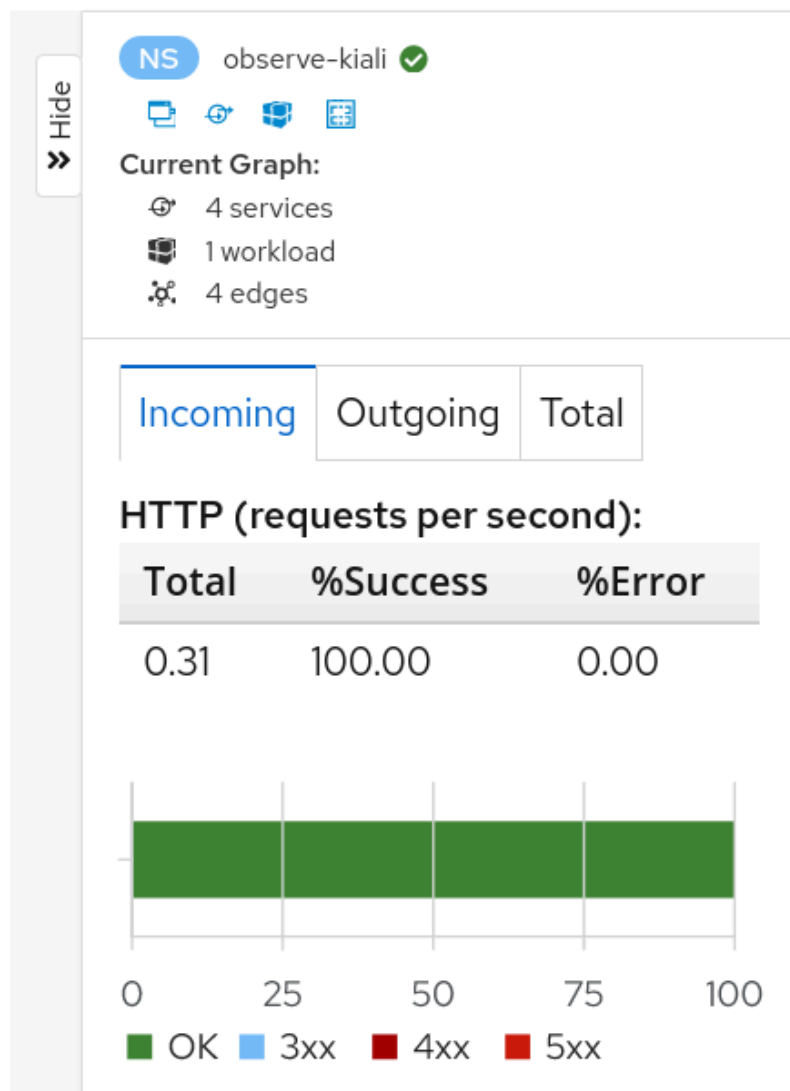 NS observe-kiali
Hide
Current Graph:
4 services
1 workload
4 edges
Incoming Outgoing Total
HTTP (requests per second):
Total %Success %Error
0.31 100.00 0.00
0 25 50 75 100
OK 3xx 4xx 5xx